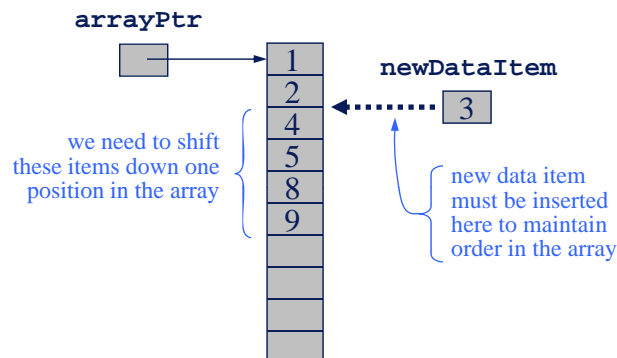 arrayPtr
newDataItem
1
2
4
5
8
9
3
we need to shift
these items down one
position in the array
new data item
must be inserted
here to maintain
order in the array